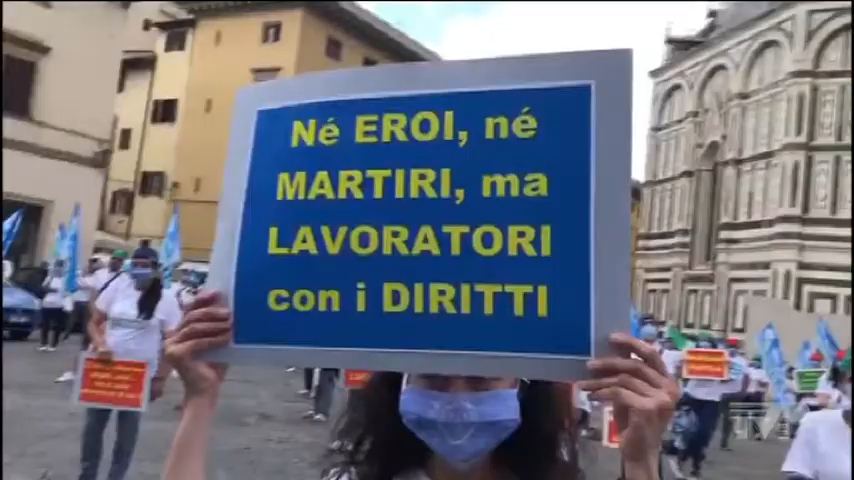 Né EROI, né
MARTIRI, ma
LAVORATORI
con i DIRITTI